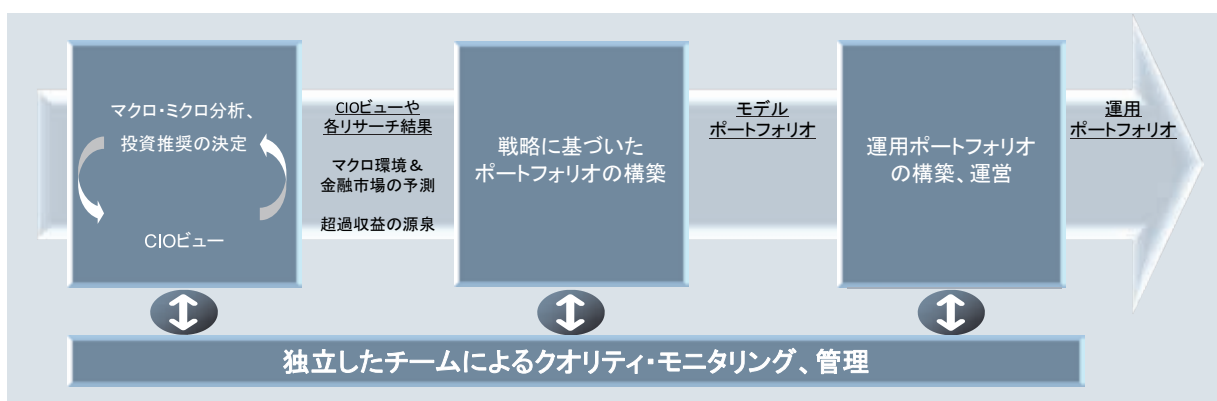 マクロ・ミクロ分析、
投資推奨の決定
CIOビュー
CIOビューや
各リサーチ結果
マクロ環境＆
金融市場の予測
超過収益の源泉
戦略に基づいた
ポートフォリオの構築
モデル
ポートフォリオ
運用ポートフォリオ
の構築、運営
運用
ポートフォリオ
独立したチームによるクオリティ・モニタリング、管理